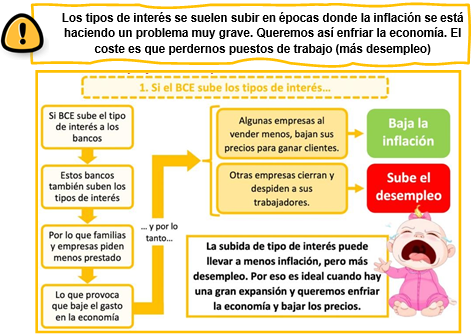 Los tipos de interés se suelen subir en épocas donde la inflación se está
haciendo un problema muy grave. Queremos así enfriar la economía. El
coste es que perdernos puestos de trabajo (más desempleo)
1. Si el BCE sube los tipos de interés…
Si BCE sube el tipo
de interés a los
bancos
Estos bancos
también suben los
tipos de interés
Por lo que familias
y empresas piden
menos prestado
Lo que provoca
que baje el gasto
en la economía
… y por lo
tanto…
Algunas empresas al
vender menos, bajan sus
precios para ganar clientes.
Baja la
inflación
Otras empresas cierran y
despiden a sus
trabajadores.
Sube el
desempleo
La subida de tipo de interés puede
llevar a menos inflación, pero más
desempleo. Por eso es ideal cuando hay
una gran expansión y queremos enfriar
la economía y bajar los precios.